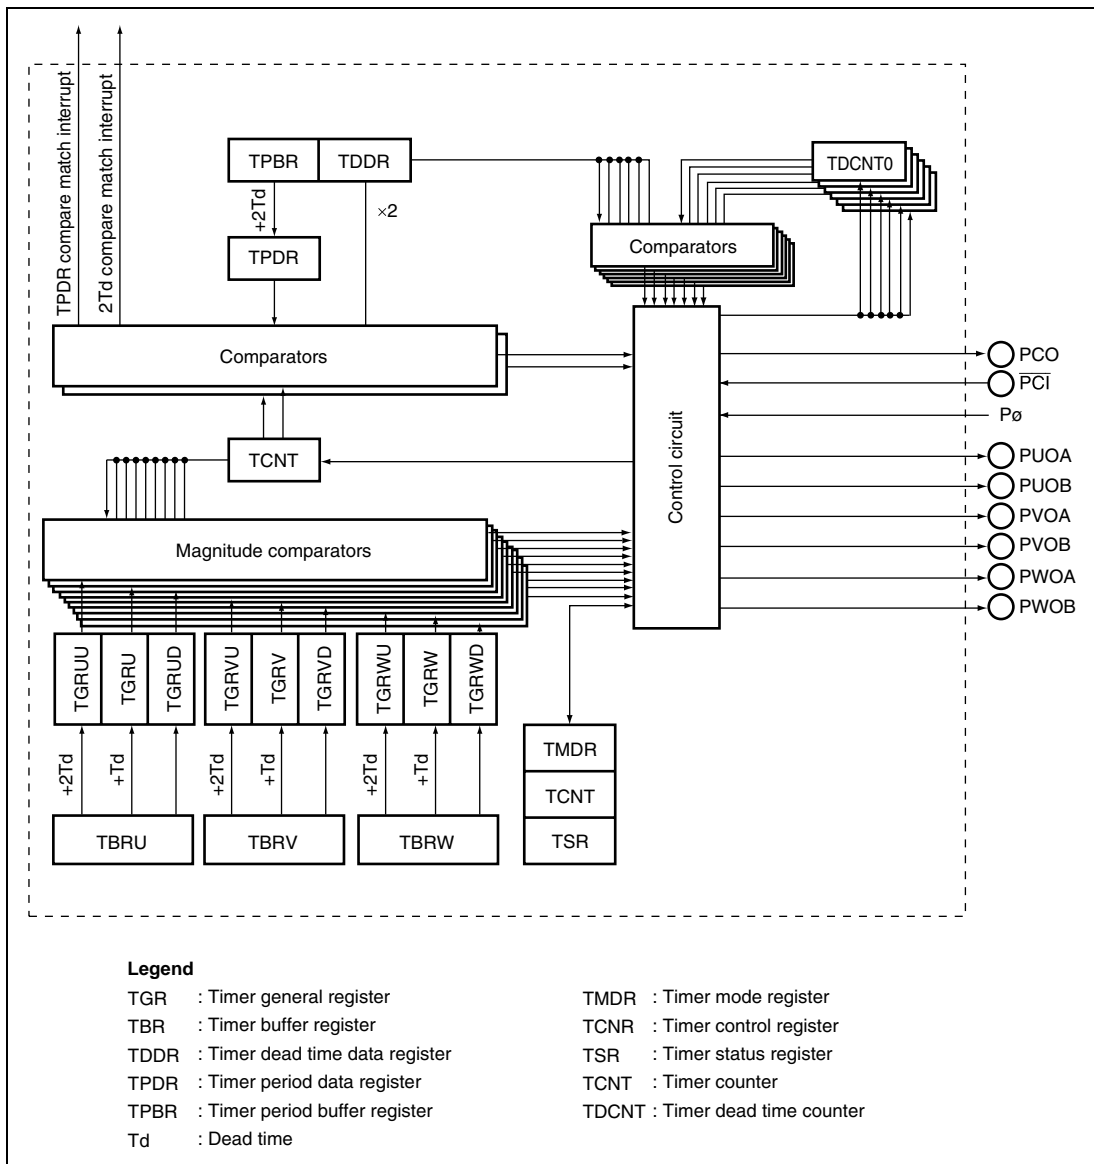 TPDR compare match interrupt
2Td compare match interrupt
TPBR
TDDR
TDCNT0
+2Td
×2
Comparators
TPDR
Comparators
PCO
PCI
Pø
Control circuit
TCNT
PUOA
PUOB
PVOA
PVOB
PWOA
PWOB
Magnitude comparators
TGRUU
TGRU
TGRUD
TGRVU
TGRV
TGRVD
TGRWU
TGRW
TGRWD
+2Td
+Td
+2Td
+Td
+2Td
+Td
TMDR
TCNT
TSR
TBRU
TBRV
TBRW
Legend
TGR : Timer general register
TBR : Timer buffer register
TDDR : Timer dead time data register
TPDR : Timer period data register
TPBR : Timer period buffer register
Td : Dead time
TMDR : Timer mode register
TCNR : Timer control register
TSR : Timer status register
TCNT : Timer counter
TDCNT : Timer dead time counter